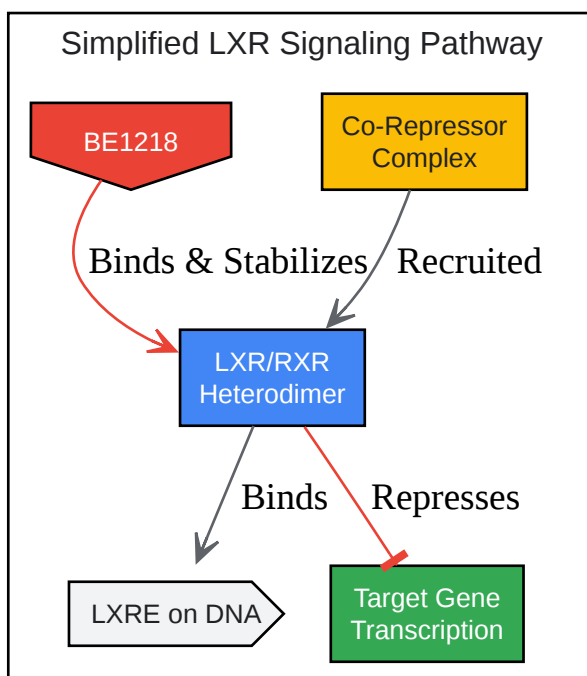 Simplified LXR Signaling Pathway
BE1218
Co-Repressor
Complex
Binds & Stabilizes
Recruited
LXR/RXR
Heterodimer
Binds
Represses
LXRE on DNA
Target Gene
Transcription